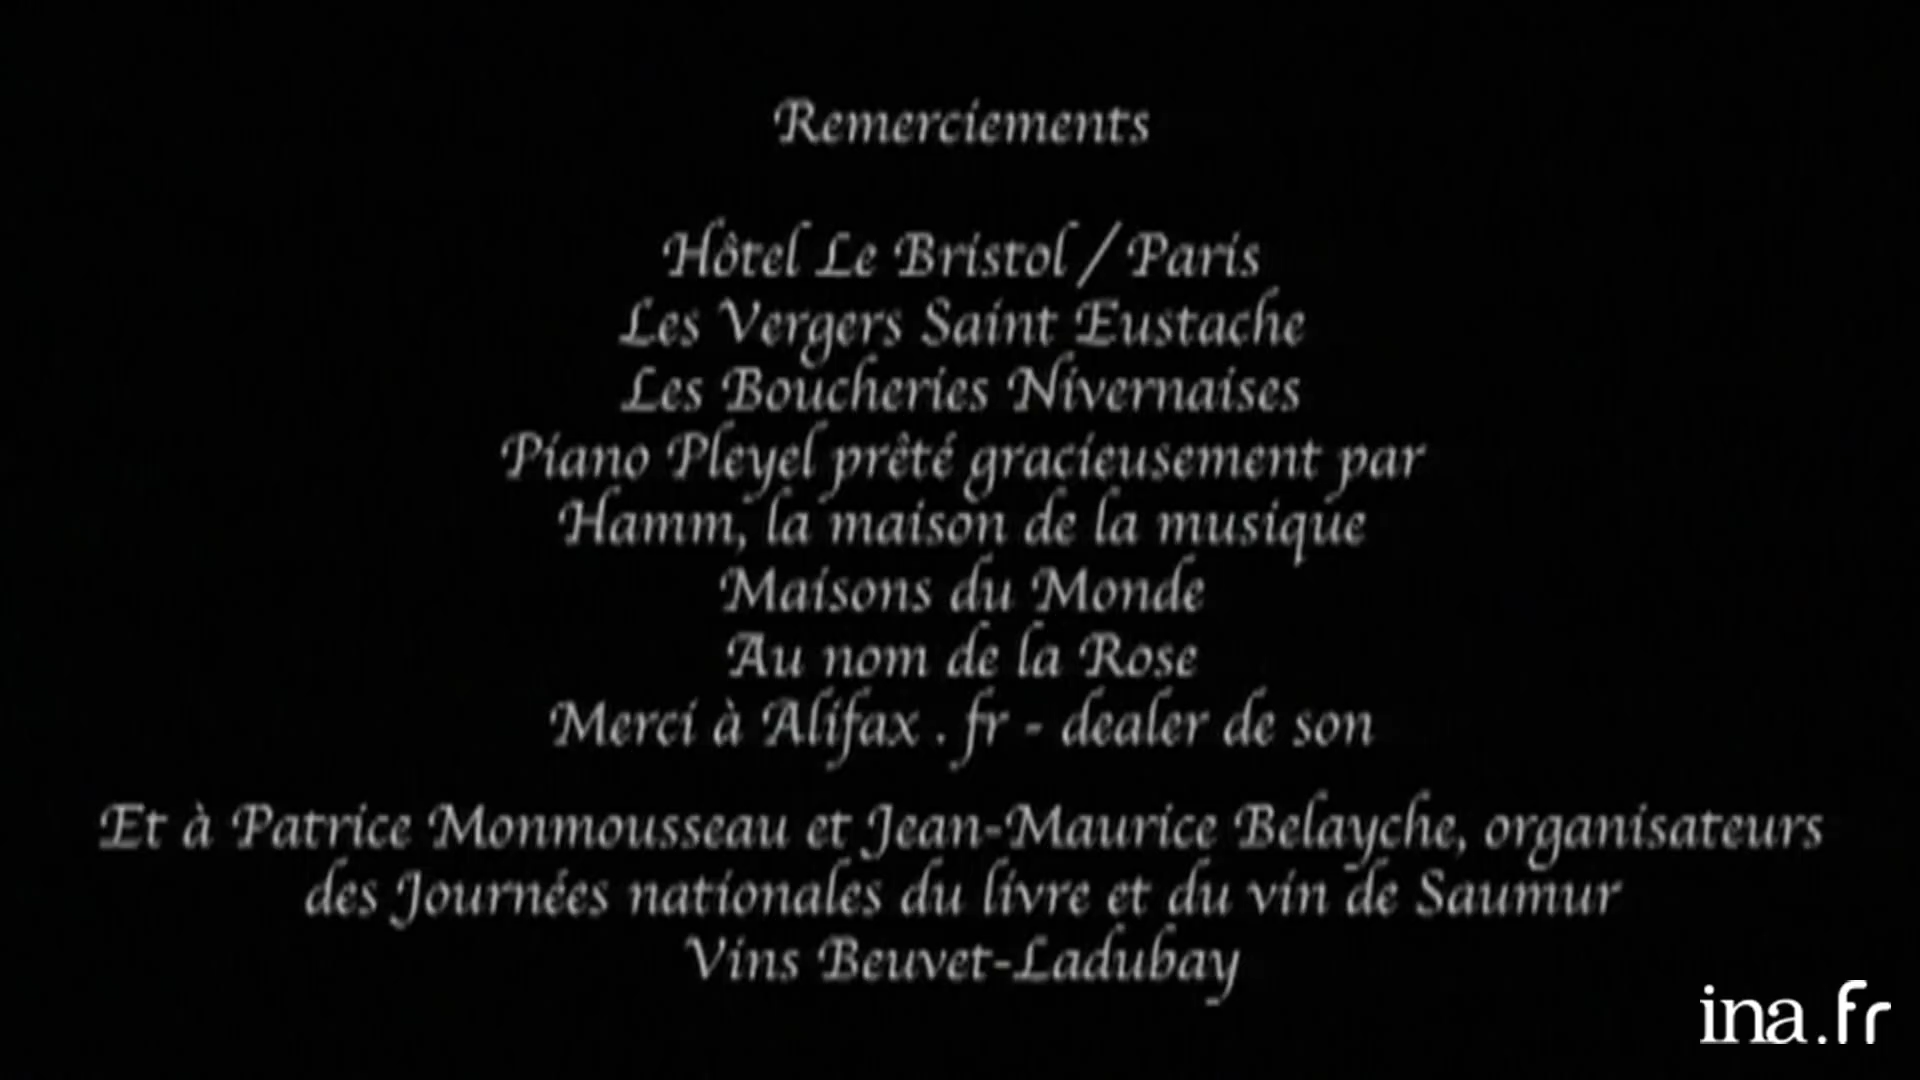 Remerciements
Hôtel Le Bristol / Paris
Les Vergers Saint Eustache
Les Boucheries Nivernaises
Piano Pleyel prêté gracieusement par
Hamm, la maison de la musique
Maisons du Monde
Au nom de la Rose
Merci à Alifax . fr - dealer de son
Et à Patrice Monmousseau et Jean-Maurice Belayche, organisateurs
des Journées nationales du livre et du vin de Saumur
Vins Beuvet-Ladubay
ina.fr